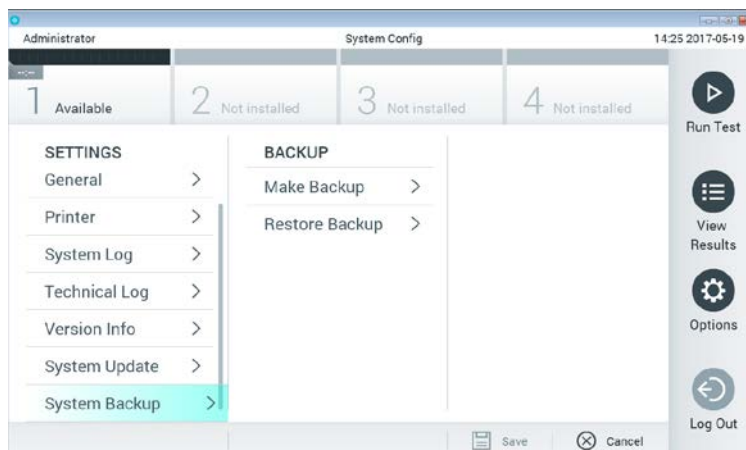 Administrator System Config 14:25 2017-05-19
1 Available 2 Not installed 3 Not installed 4 Not installed
Run Test
SETTINGS
General
Printer
System Log
Technical Log
Version Info
System Update
System Backup
BACKUP
Make Backup
Restore Backup
View
Results
Options
Log Out
Save Cancel